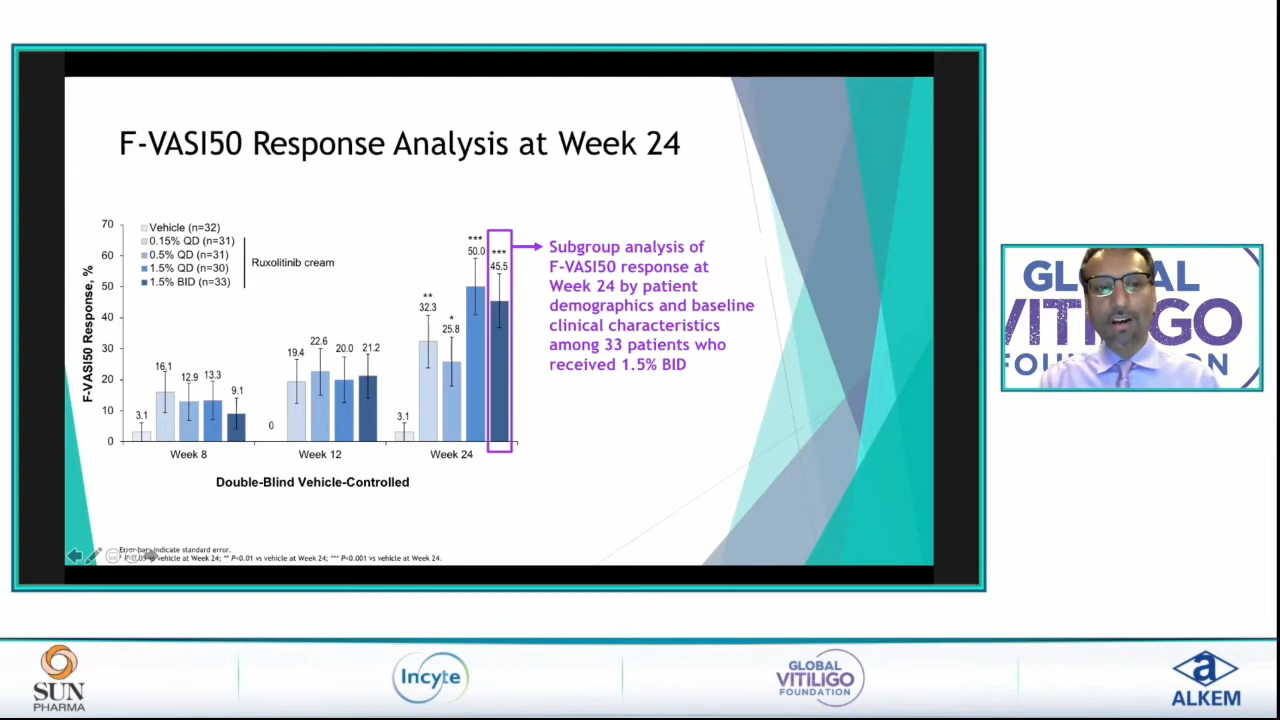 F-VASI50 Response Analysis at Week 24
F-VASI50 Response, %
70
60
50
40
30
20
10
0
Vehicle (n=32)
0.15% QD (n=31)
0.5% QD (n=31)
1.5% QD (n=30)
1.5% BID (n=33)
Ruxolitinib cream
3.1
16.1
12.9
13.3
9.1
0
19.4
22.6
20.0
21.2
3.1
**
32.3
*
25.8
***
50.0
***
45.5
Week 8
Week 12
Week 24
Double-Blind Vehicle-Controlled
Subgroup analysis of
F-VASI50 response at
Week 24 by patient
demographics and baseline
clinical characteristics
among 33 patients who
received 1.5% BID
Error bars indicate standard error.
vehicle at Week 24; ** P<0.01 vs vehicle at Week 24; *** P<0.001 vs vehicle at Week 24.
GLOBAL
VITILIGO
FOUNDATION
SUN
PHARMA
Incyte
GLOBAL
VITILIGO
FOUNDATION
a
ALKEM